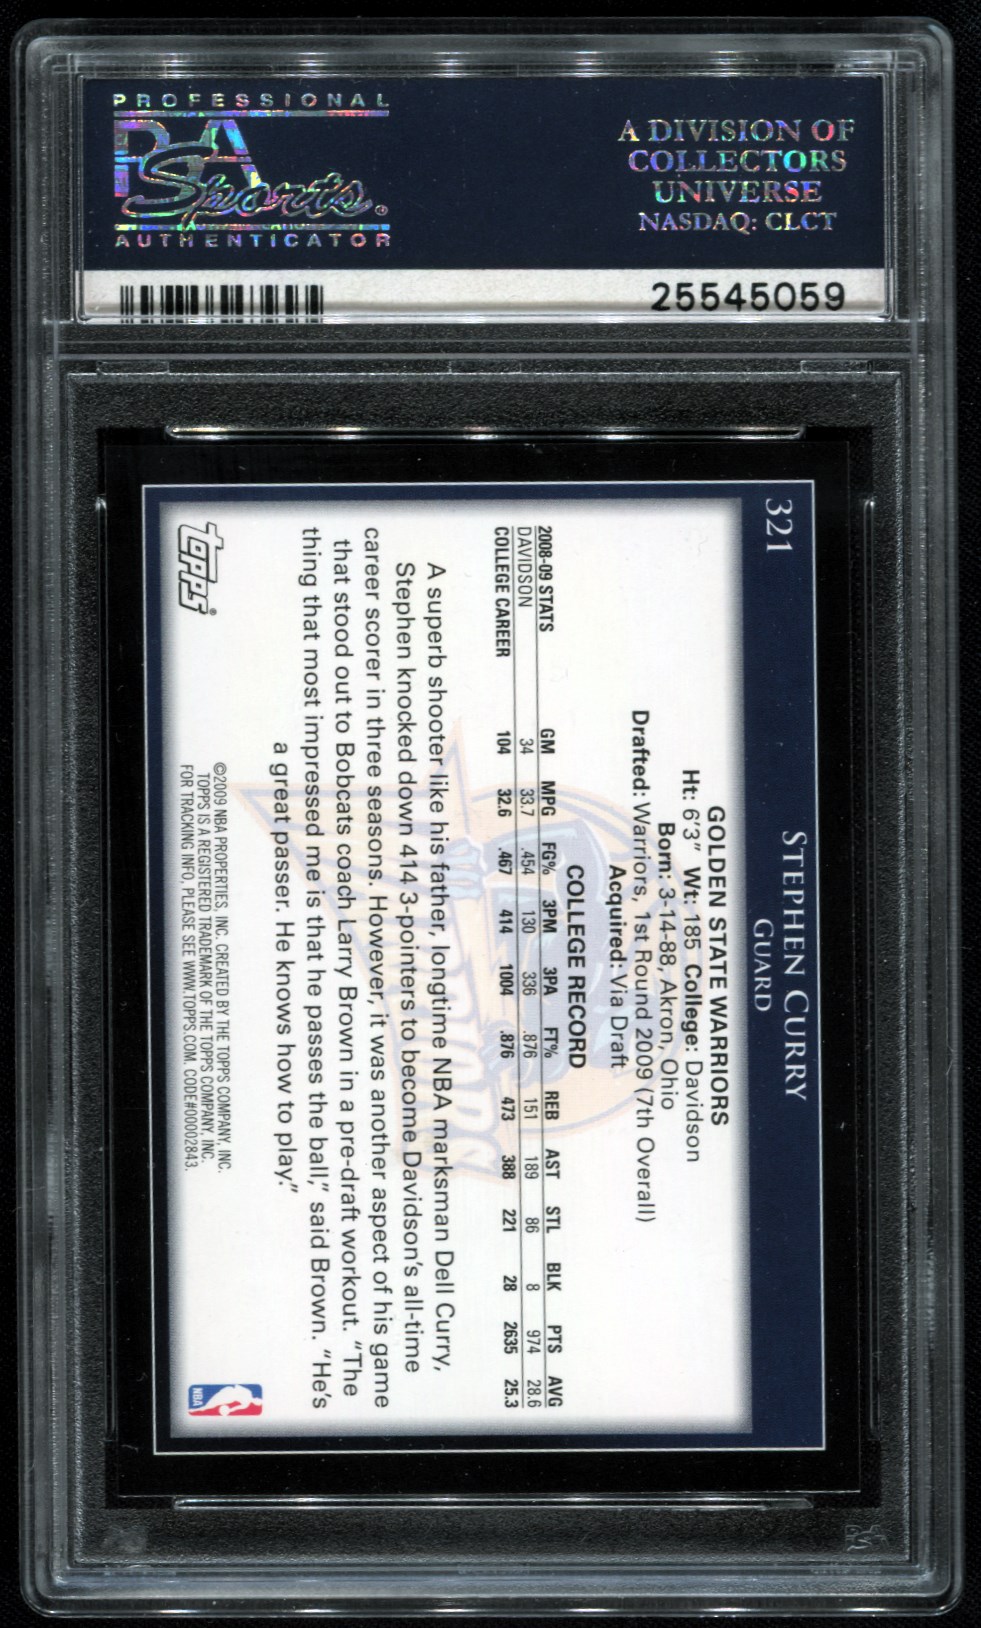 PROFESSIONAL
PSA
Sports®
AUTHENTICATOR
A DIVISION OF
COLLECTORS
UNIVERSE
NASDAQ: CLCT
25545059
321
STEPHEN CURRY
GUARD
GOLDEN STATE WARRIORS
Ht: 6'3" Wt: 185 College: Davidson
Born: 3-14-88, Akron, Ohio
Drafted: Warriors, 1st Round 2009 (7th Overall)
Acquired: Via Draft
COLLEGE RECORD
2008-09 STATS GM MPG FG% 3PM 3PA FT% REB AST STL BLK PTS AVG
DAVIDSON 34 33.7 .454 130 336 .876 151 189 86 8 974 28.6
COLLEGE CAREER 104 32.6 .467 414 1004 .876 473 388 221 28 2635 25.3
A superb shooter like his father, longtime NBA marksman Dell Curry,
Stephen knocked down 414 3-pointers to become Davidson's all-time
career scorer in three seasons. However, it was another aspect of his game
that stood out to Bobcats coach Larry Brown in a pre-draft workout. "The
thing that most impressed me is that he passes the ball," said Brown. "He's
a great passer. He knows how to play."
topps®
©2009 NBA PROPERTIES, INC. CREATED BY THE TOPPS COMPANY, INC.
TOPPS IS A REGISTERED TRADEMARK OF THE TOPPS COMPANY, INC.
FOR TRACKING INFO, PLEASE SEE WWW.TOPPS.COM. CODE#00002843.
NBA